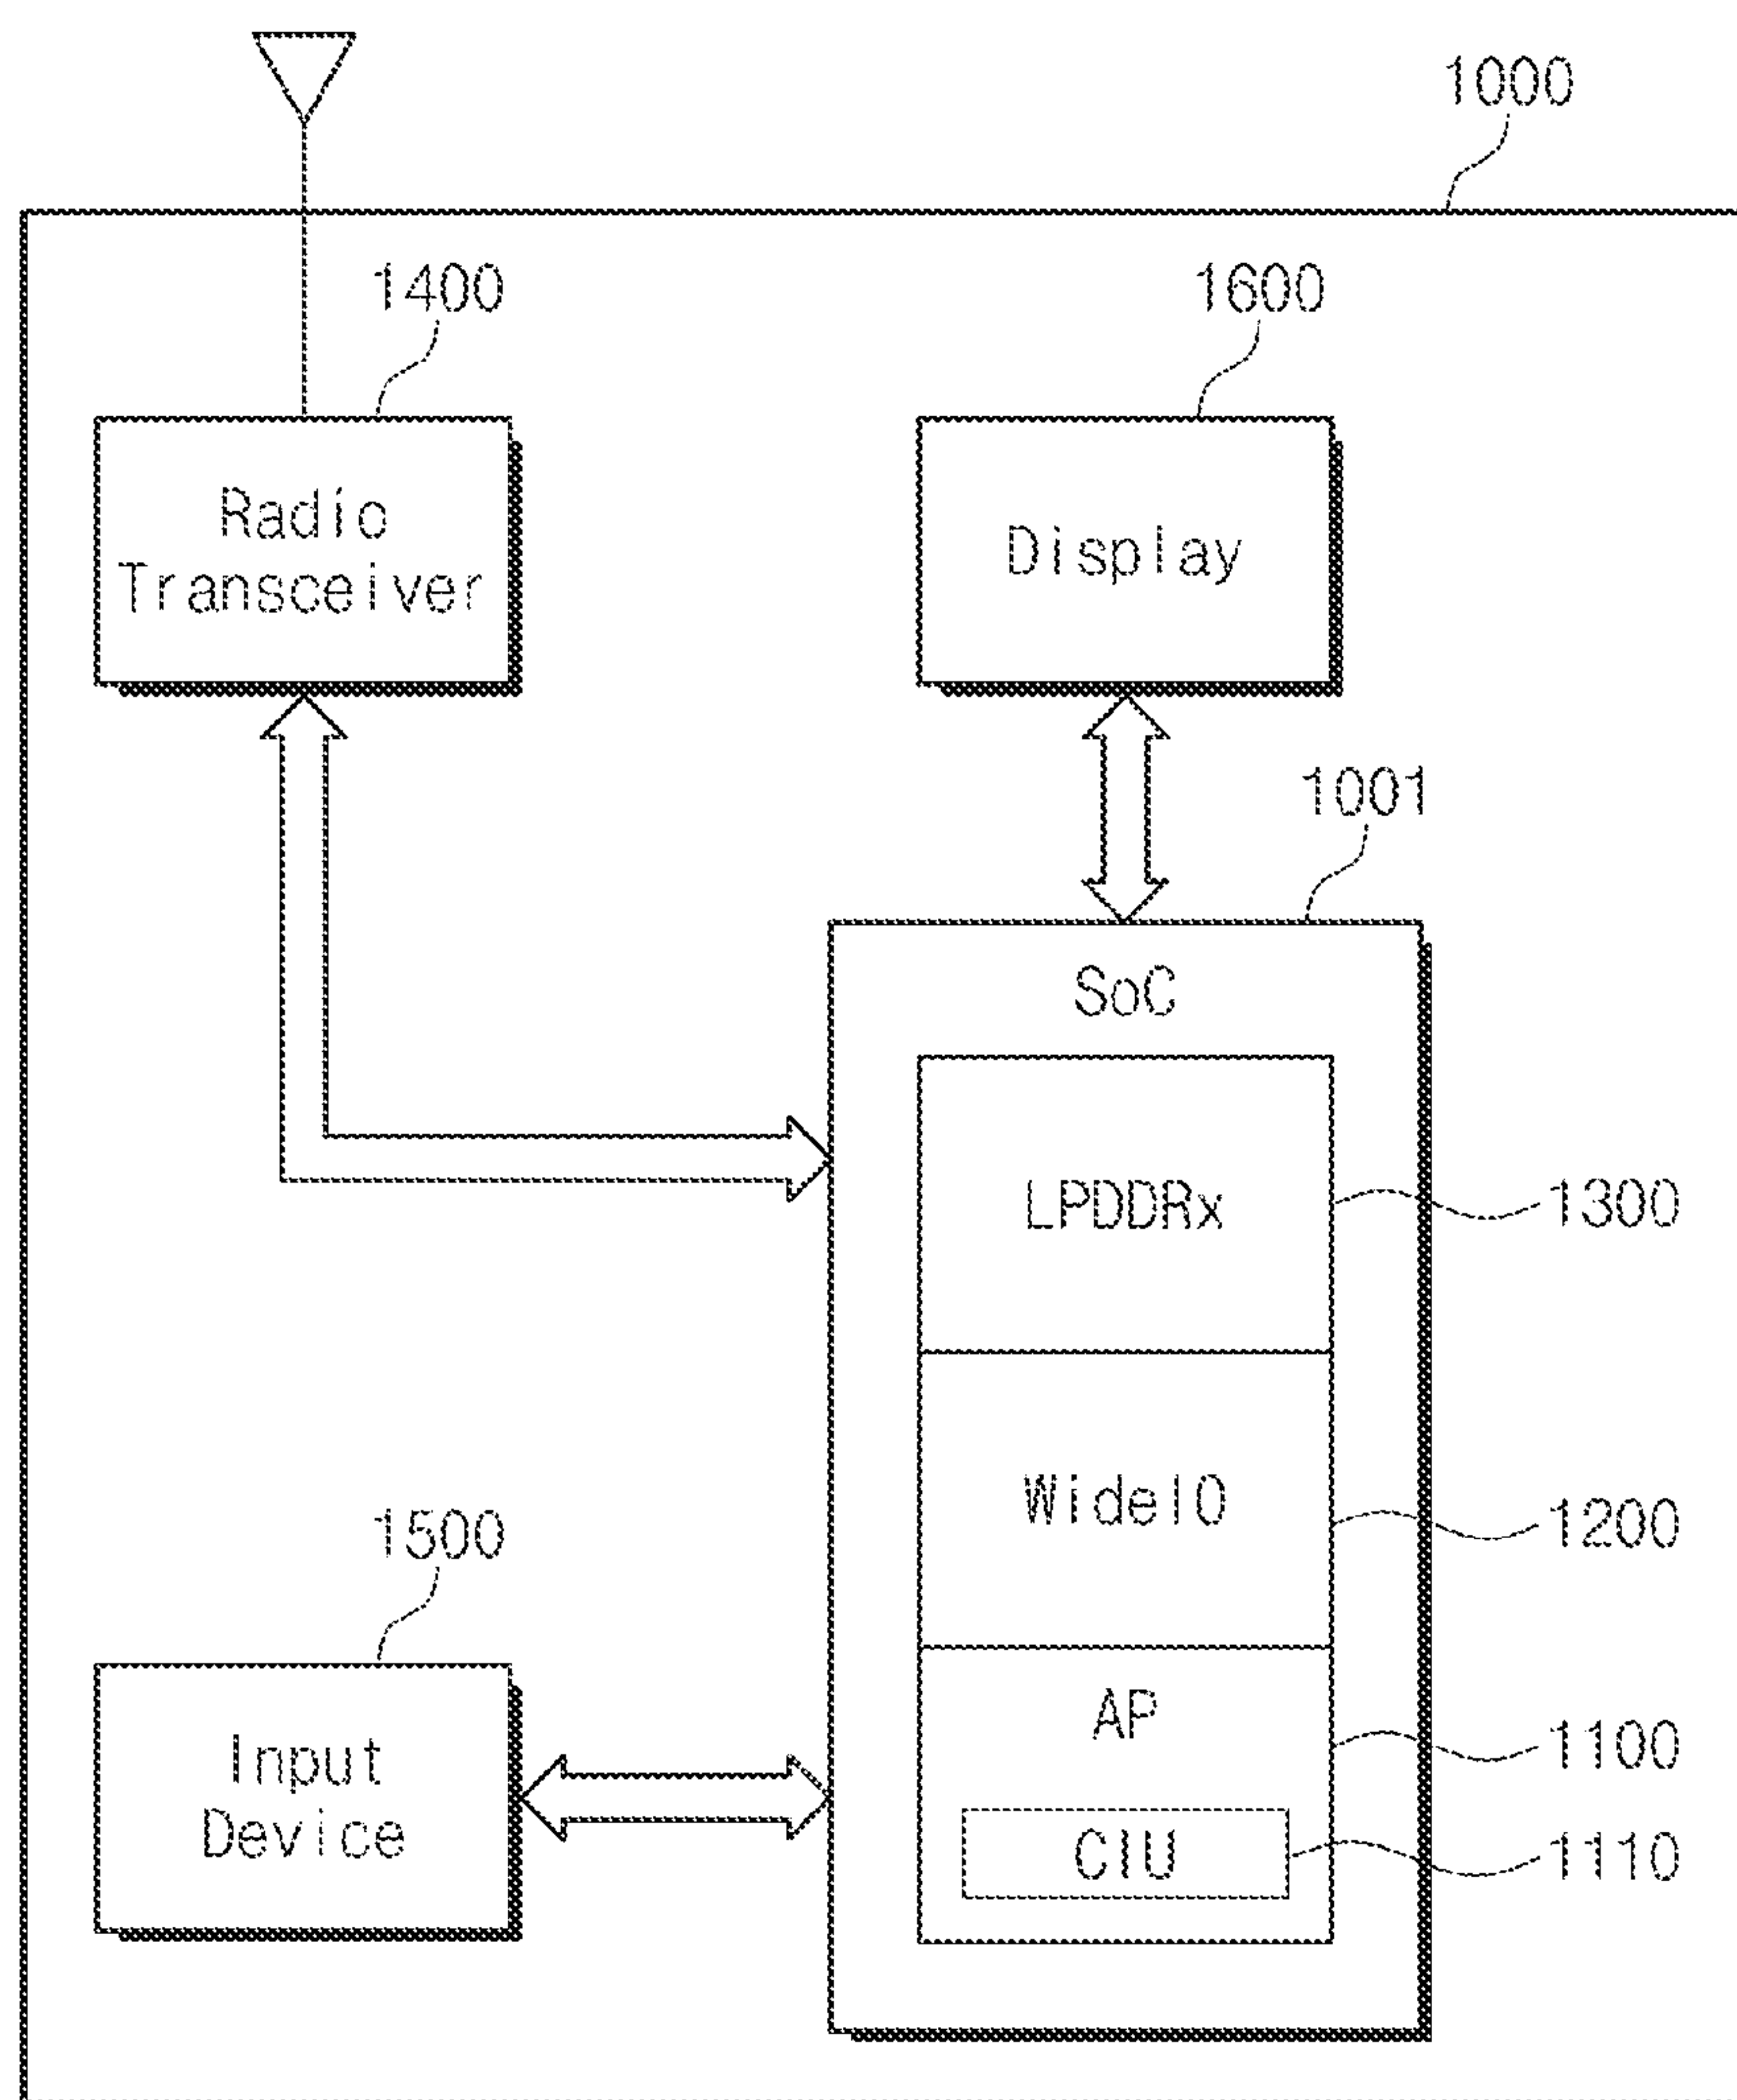 1000
1400
1600
Radio
Transceiver
Display
1001
SoC
LPDDRx
1300
WideIO
1200
1500
AP
1100
Input
Device
CIU
1110